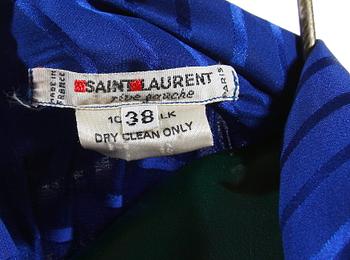 MADE IN
FRANCE
SAINT LAURENT
rive gauche
PARIS
38
DRY CLEAN ONLY